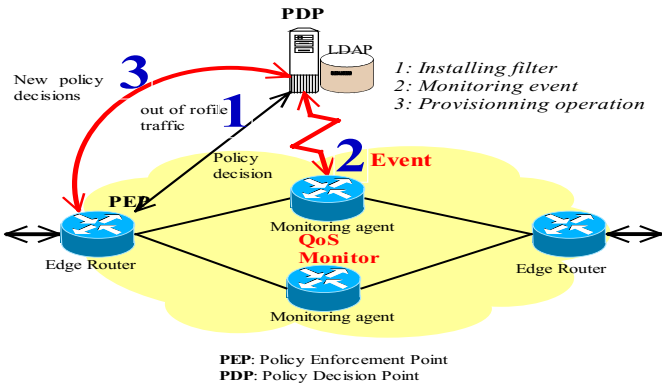 PDP
LDAP
1: Installing filter
2: Monitoring event
3: Provisionning operation
3
New policy
decisions
1
out of rofile
traffic
Policy
decision
2
Event
PEP
Edge Router
Monitoring agent
QoS
Monitor
Monitoring agent
Edge Router
PEP: Policy Enforcement Point
PDP: Policy Decision Point